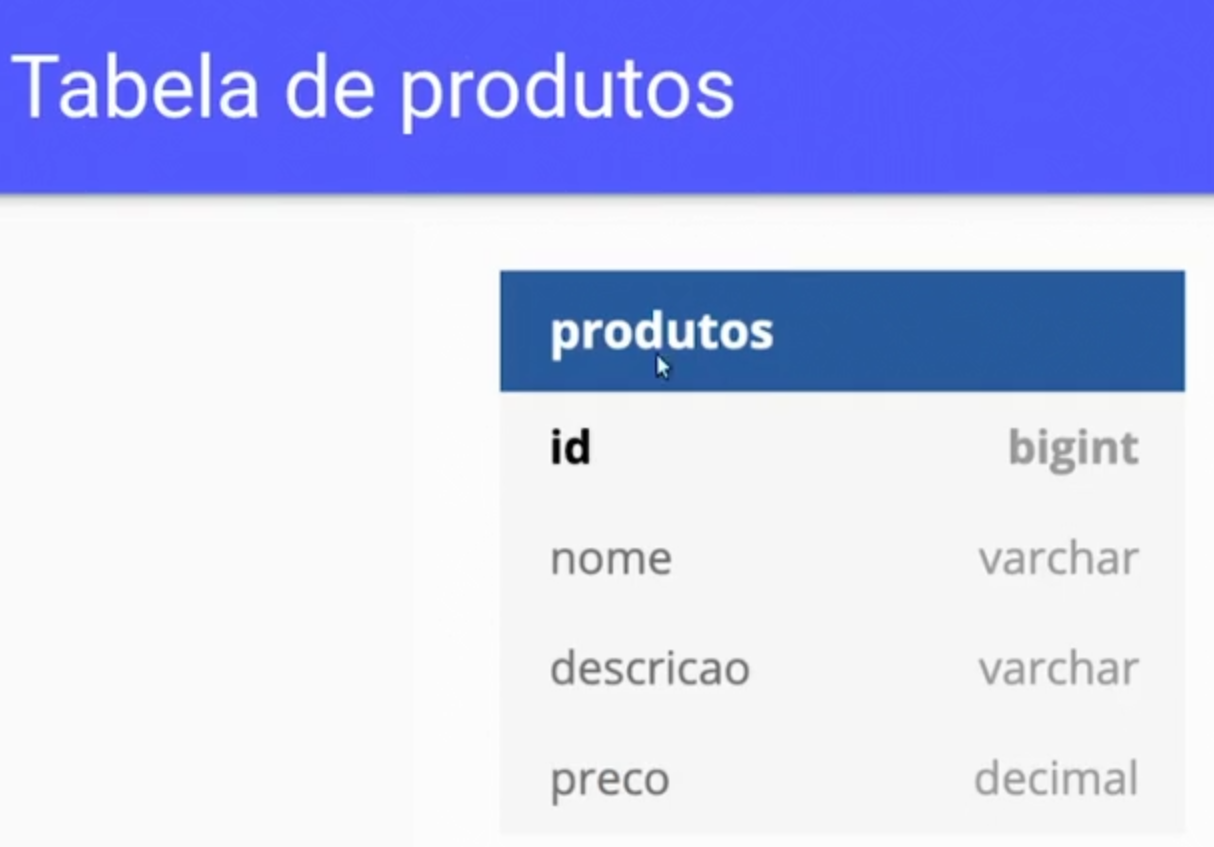 Tabela de produtos
produtos
id bigint
nome varchar
descricao varchar
preco decimal